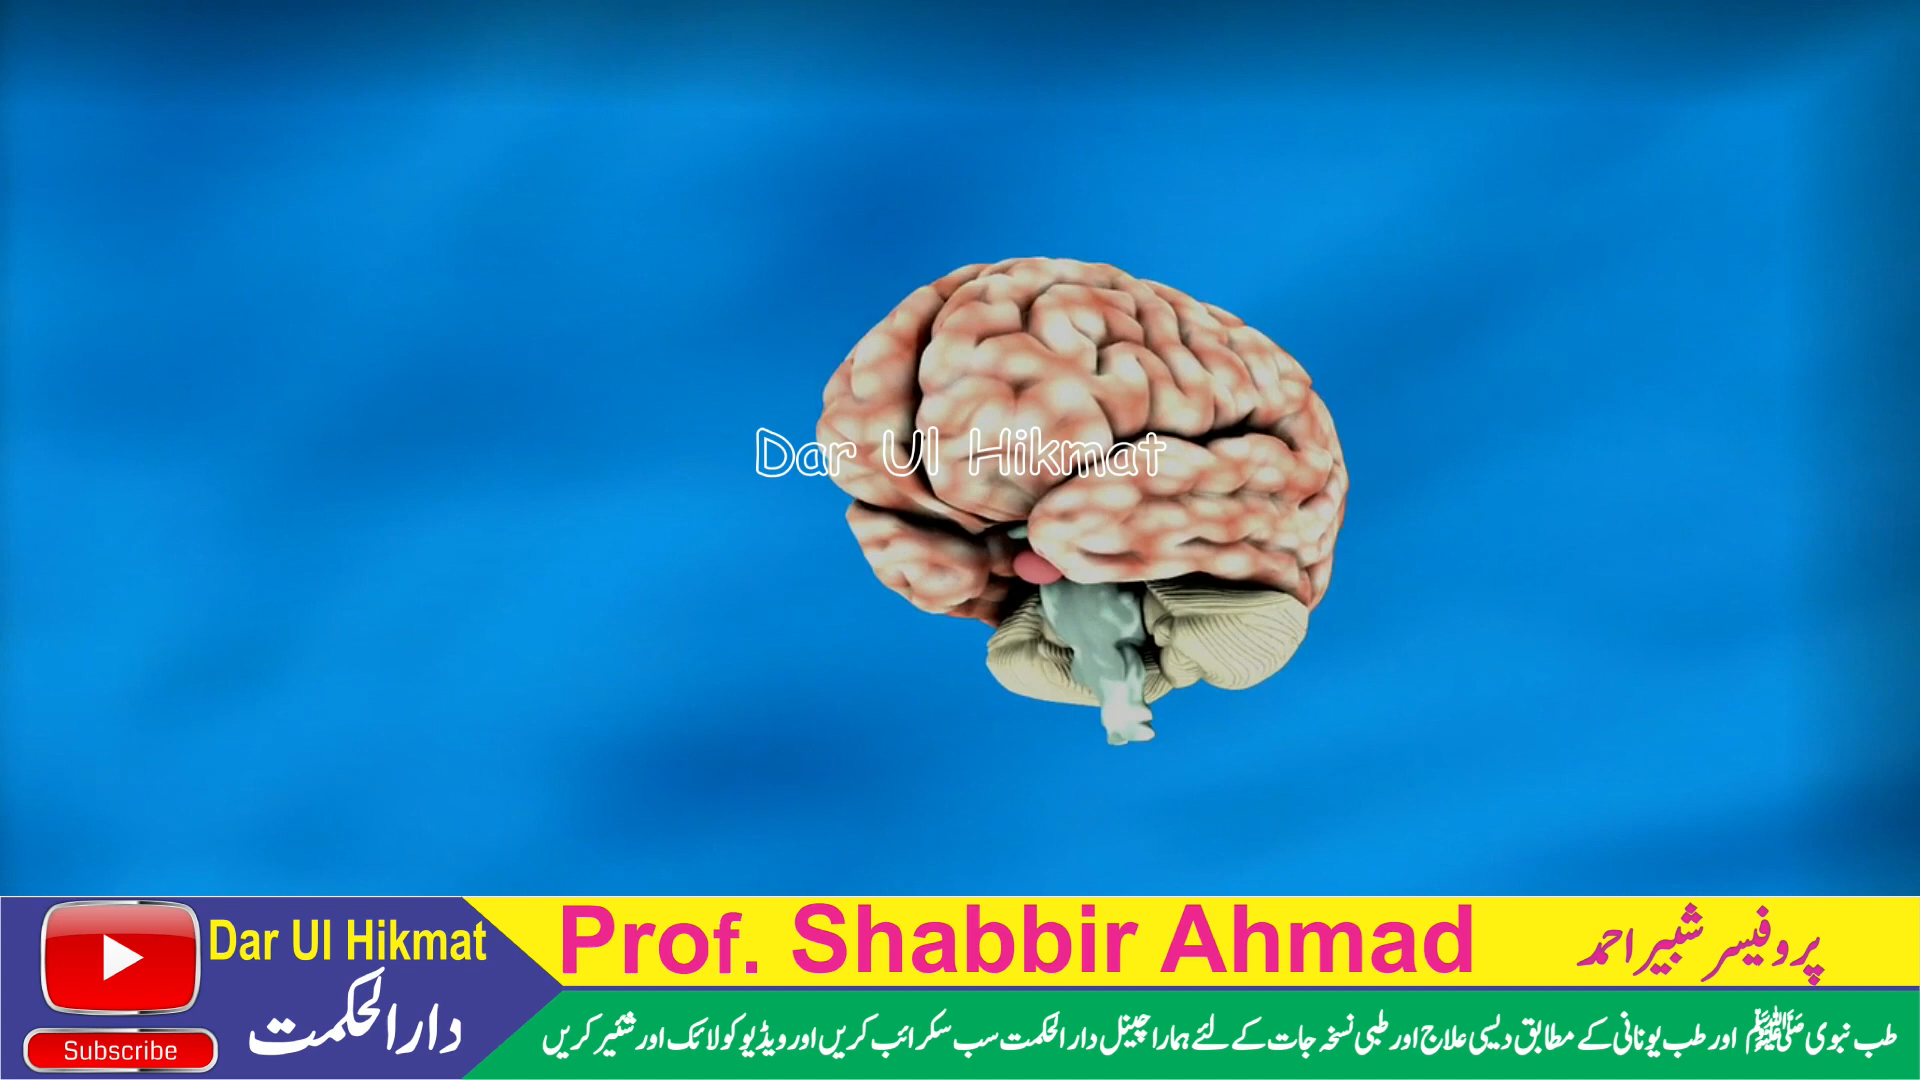 Dar Ul Hikmat
Dar Ul Hikmat
دارالحکمت
Subscribe
Prof. Shabbir Ahmad
پروفیسر شبیر احمد
طب نبوی ﷺ اور طب یونانی کے مطابق دیسی علاج اور طبی نسخہ جات کے لئے ہمارا چینل دارالحکمت سب سکرائب کریں اور ویڈیو کو لائک اور شئیر کریں